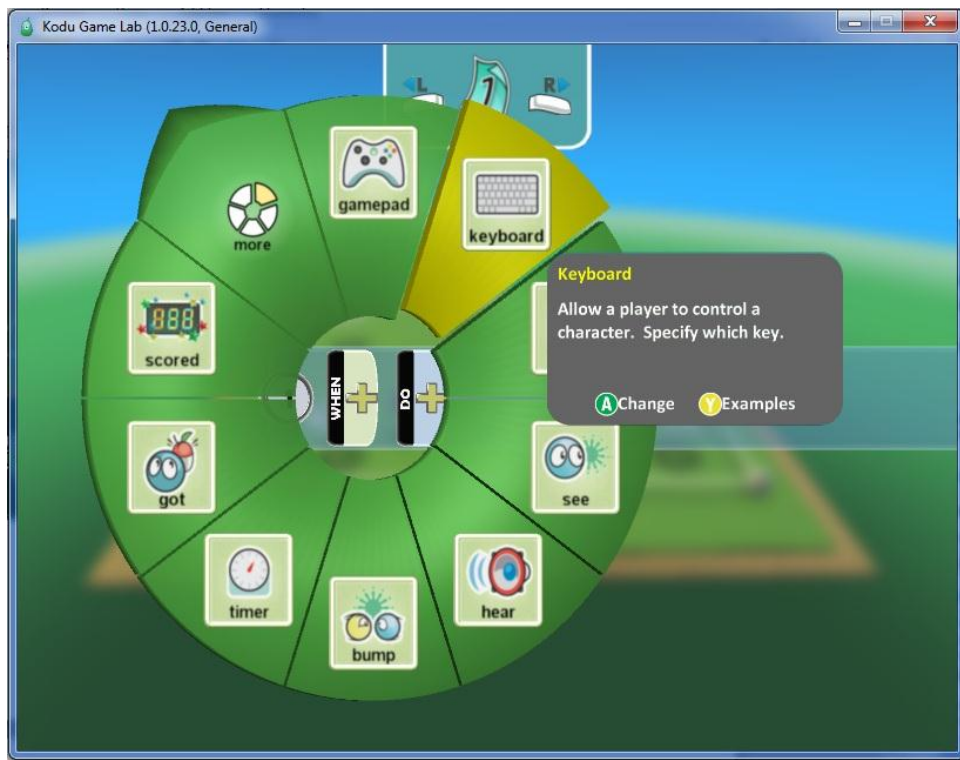 Kodu Game Lab (1.0.23.0, General)
L 1 R
gamepad
keyboard
more
Keyboard
Allow a player to control a
character. Specify which key.
A Change Y Examples
scored
WHEN
DO
got
see
timer
hear
bump